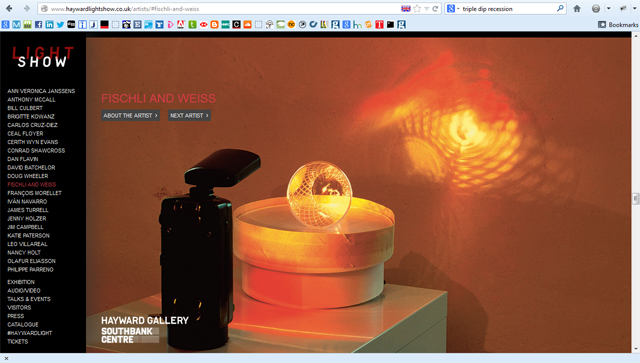 www.haywardlightshow.co.uk/artists/#fischli-and-weiss
triple dip recession
Bookmarks
LIGHT
SHOW
ANN VERONICA JANSSENS
ANTHONY MCCALL
BILL CULBERT
BRIGITTE KOWANZ
CARLOS CRUZ-DIEZ
CEAL FLOYER
CERITH WYN EVANS
CONRAD SHAWCROSS
DAN FLAVIN
DAVID BATCHELOR
DOUG WHEELER
FISCHLI AND WEISS
FRANÇOIS MORELLET
IVÁN NAVARRO
JAMES TURRELL
JENNY HOLZER
JIM CAMPBELL
KATIE PATERSON
LEO VILLAREAL
NANCY HOLT
OLAFUR ELIASSON
PHILIPPE PARRENO
EXHIBITION
AUDIO/VIDEO
TALKS & EVENTS
VISITORS
PRESS
CATALOGUE
#HAYWARDLIGHT
TICKETS
FISCHLI AND WEISS
ABOUT THE ARTIST >
NEXT ARTIST >
HAYWARD GALLERY
SOUTHBANK
CENTRE